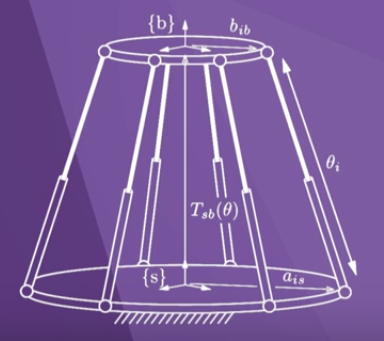 {b}
b_{ib}
θ_i
T_{sb}(θ)
{s}
a_{is}